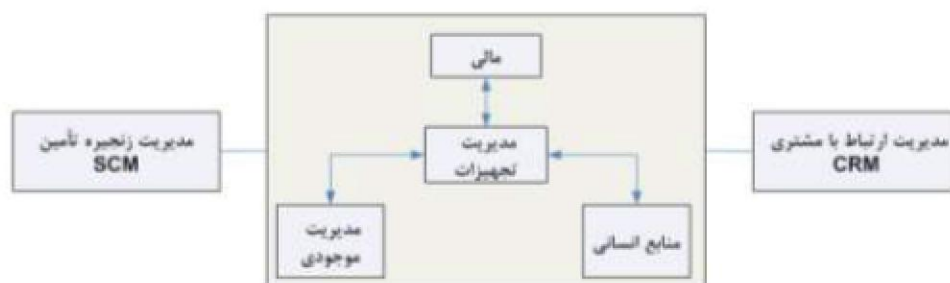 مالی
مدیریت ارتباط با مشتری
CRM
مدیریت
تجهیزات
مدیریت زنجیره تأمین
SCM
منابع انسانی
مدیریت
موجودی